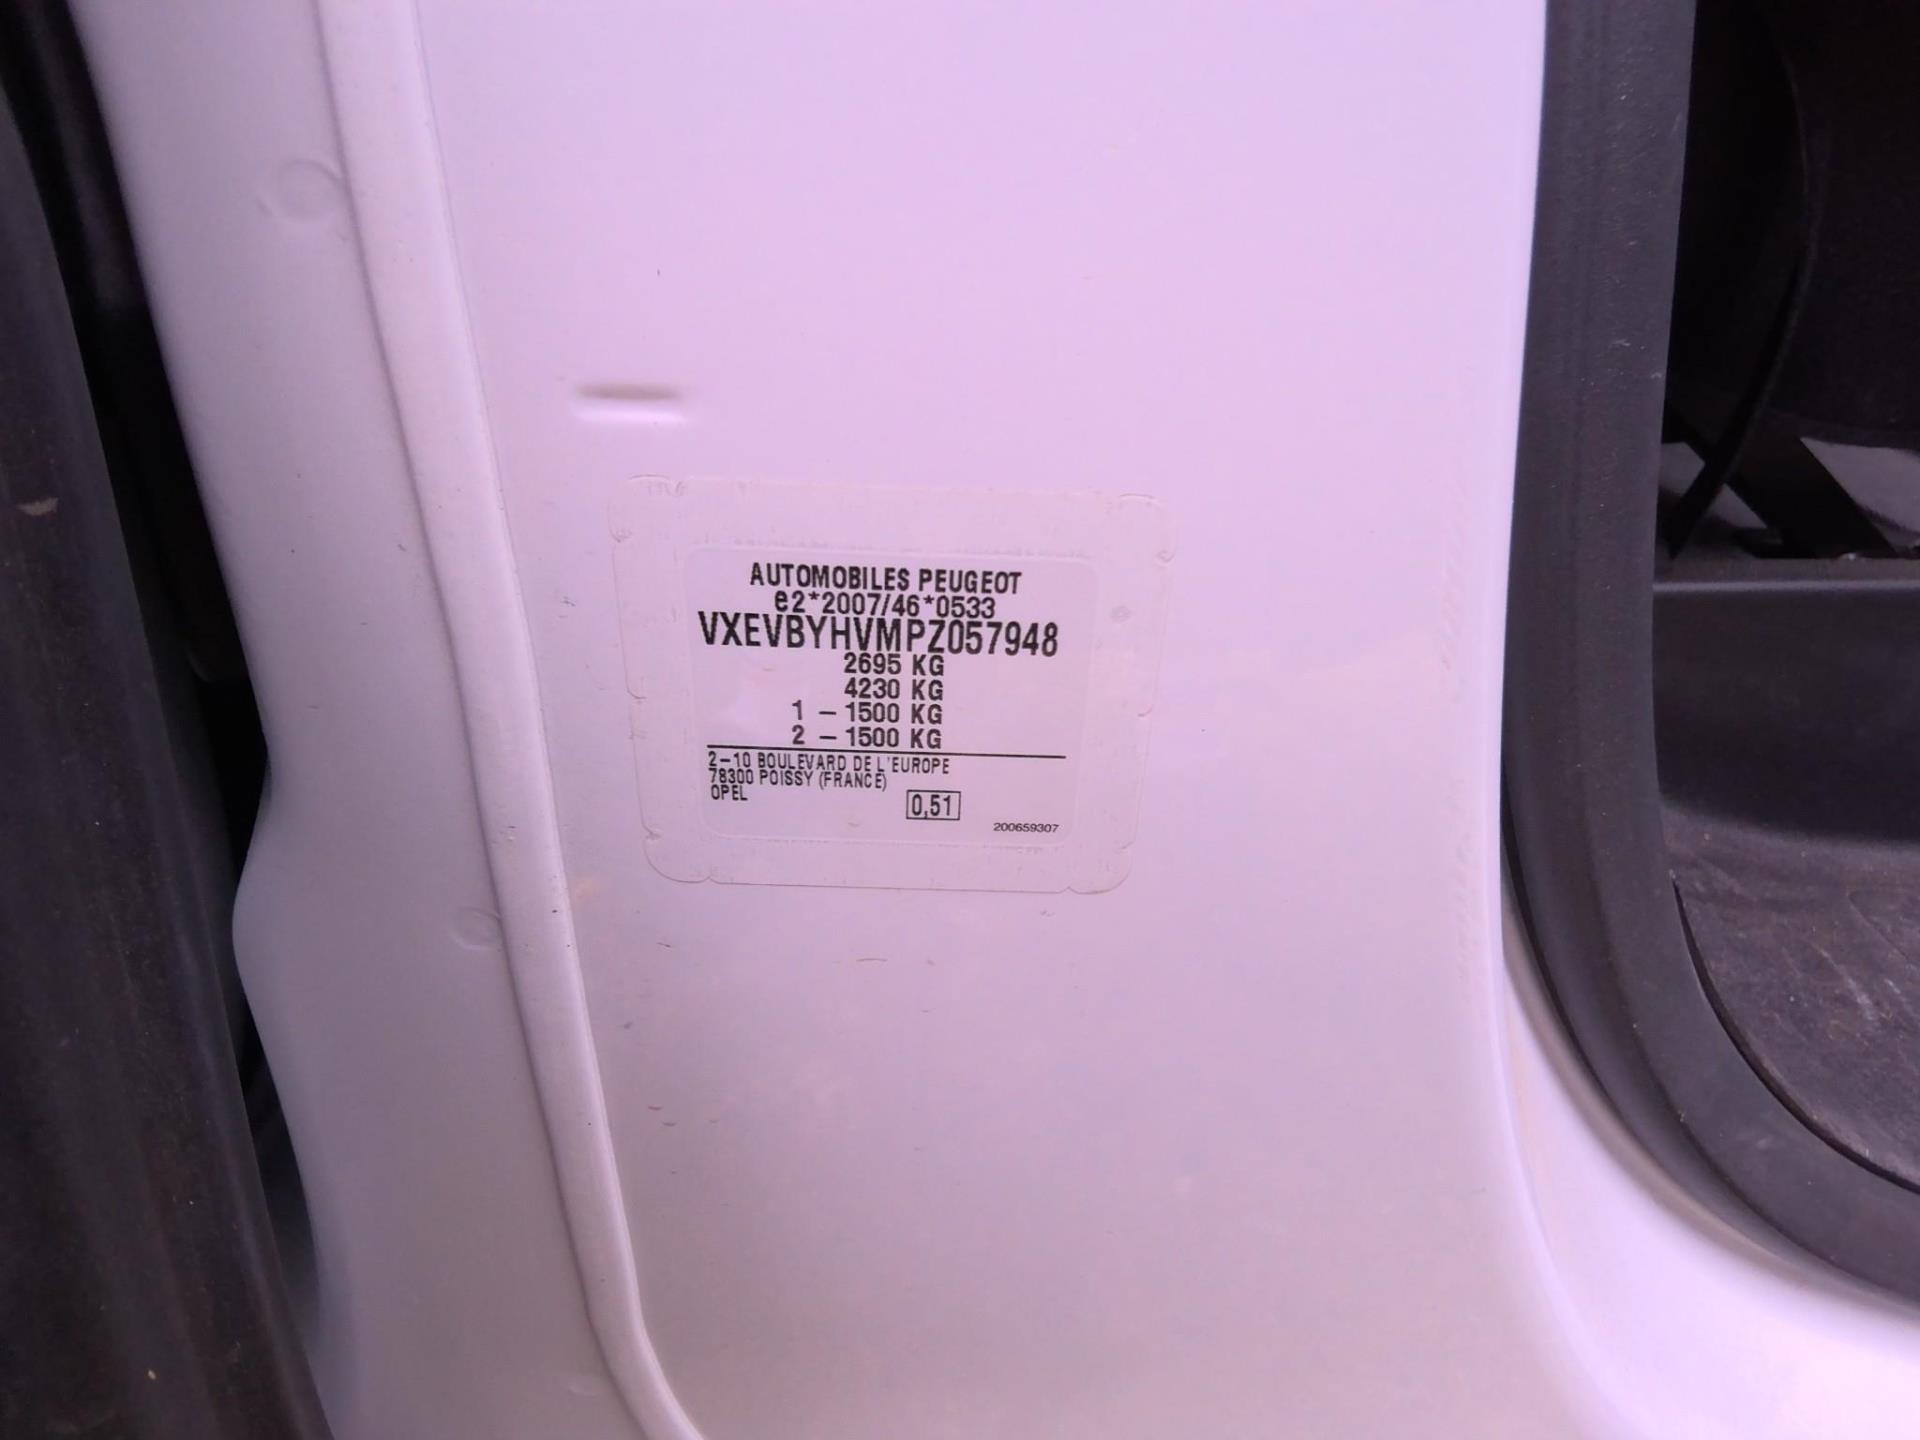 AUTOMOBILES PEUGEOT
e2*2007/46*0533
VXEVBYHVMPZ057948
2695 KG
4230 KG
1 – 1500 KG
2 – 1500 KG
2–10 BOULEVARD DE L'EUROPE
78300 POISSY (FRANCE)
OPEL
0,51
200659307